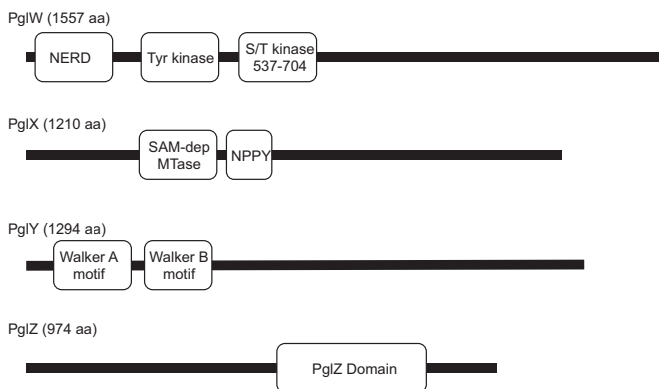 PglW (1557 aa)
NERD
Tyr kinase
S/T kinase
537-704
PglX (1210 aa)
SAM-dep
MTase
NPPY
PglY (1294 aa)
Walker A
motif
Walker B
motif
PglZ (974 aa)
PglZ Domain